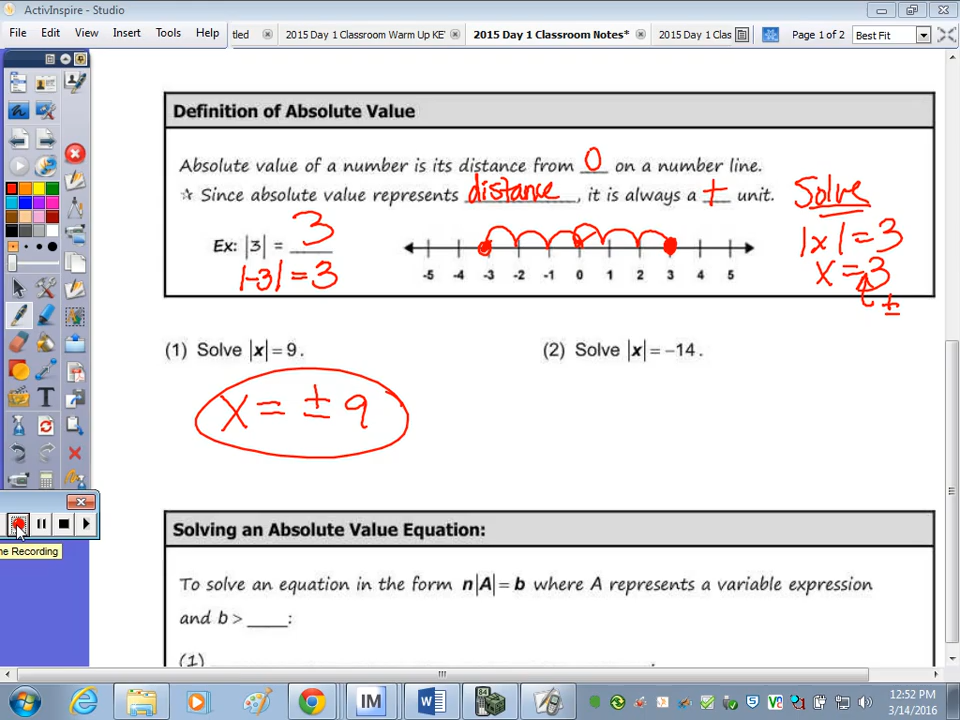 ActivInspire - Studio
File Edit View Insert Tools Help
tled 2015 Day 1 Classroom Warm Up KE 2015 Day 1 Classroom Notes* 2015 Day 1 Clas Page 1 of 2 Best Fit
Definition of Absolute Value
Absolute value of a number is its distance from 0 on a number line.
☆ Since absolute value represents distance, it is always a + unit.
Ex: |3| = 3
|-3| = 3
-5 -4 -3 -2 -1 0 1 2 3 4 5
Solve
|x| = 3
x = 3
±
(1) Solve |x| = 9.
(2) Solve |x| = −14.
x = ± 9
ne Recording
Solving an Absolute Value Equation:
To solve an equation in the form n|A| = b where A represents a variable expression
and b > ____:
(1) ____.
IM
12:52 PM
3/14/2016